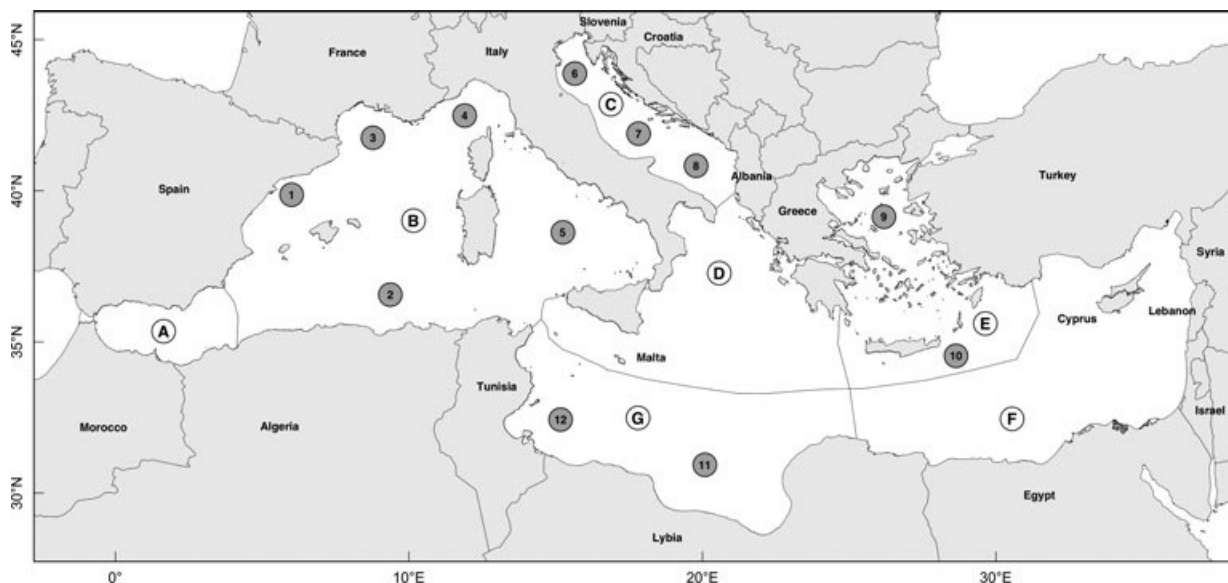 45°N
40°N
35°N
30°N
0°
10°E
20°E
30°E
Slovenia
Croatia
France
Italy
6
C
4
3
7
8
Albania
Spain
1
Turkey
Greece
9
B
5
Syria
D
2
A
E
Cyprus
Lebanon
Malta
10
Tunisia
12
G
F
Israel
Morocco
Algeria
11
Egypt
Lybia